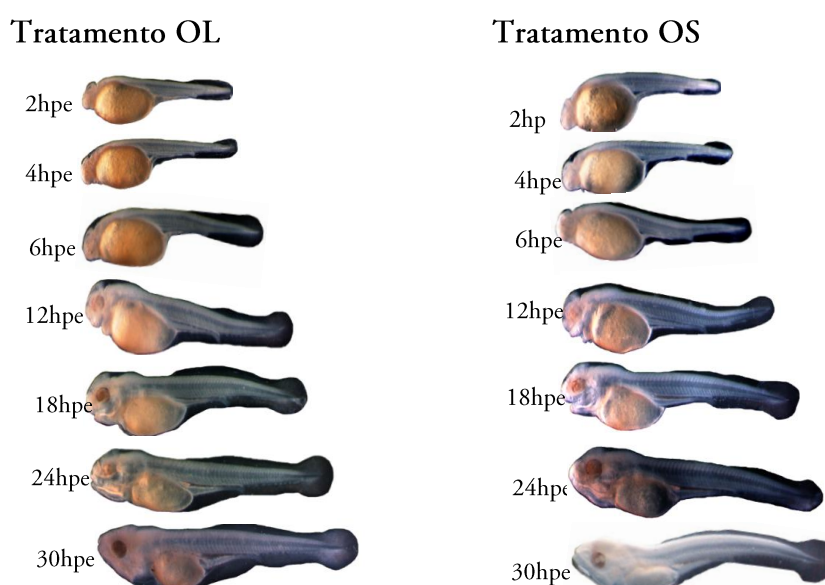 Tratamento OL
2hpe
4hpe
6hpe
12hpe
18hpe
24hpe
30hpe
Tratamento OS
2hp
4hpe
6hpe
12hpe
18hpe
24hpe
30hpe